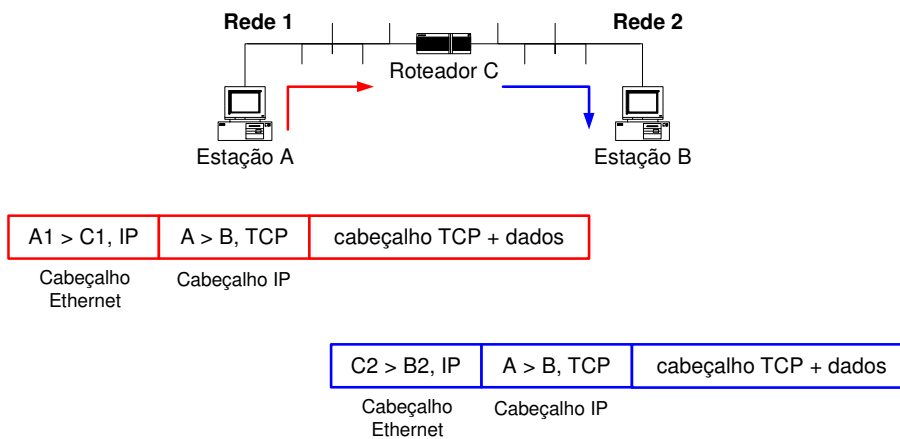 Rede 1
Rede 2
Roteador C
Estação A
Estação B
A1 > C1, IP
A > B, TCP
cabeçalho TCP + dados
Cabeçalho
Ethernet
Cabeçalho IP
C2 > B2, IP
A > B, TCP
cabeçalho TCP + dados
Cabeçalho
Ethernet
Cabeçalho IP